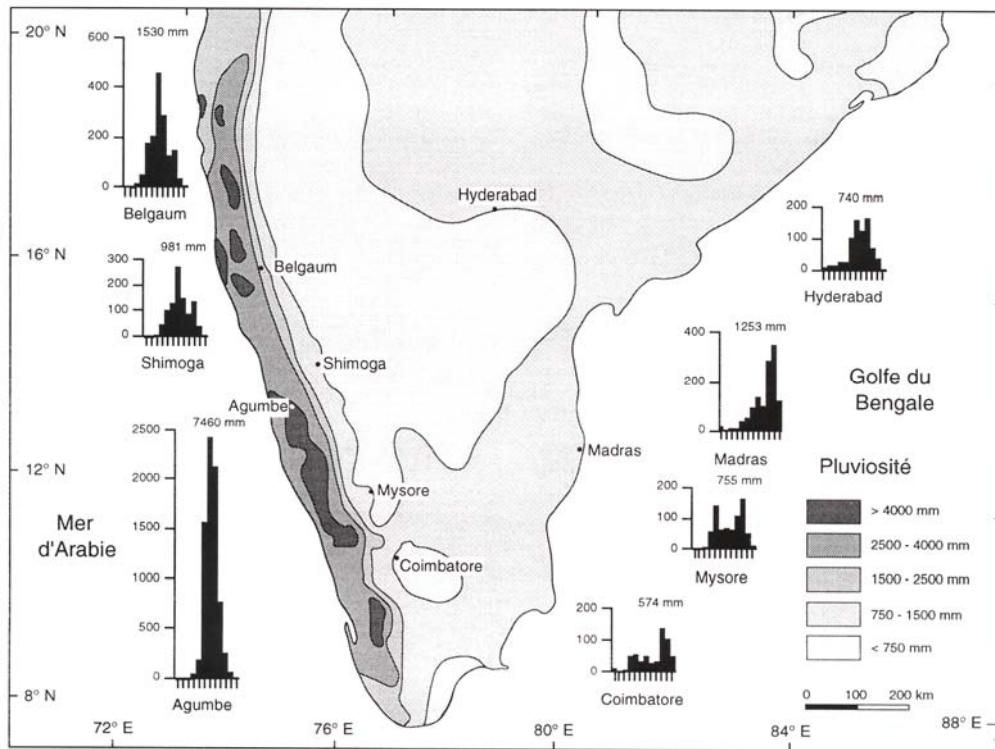 20° N
16° N
12° N
8° N
72° E
76° E
80° E
84° E
88° E
1530 mm
600
400
200
0
Belgaum
981 mm
300
200
100
0
Shimoga
7460 mm
2500
2000
1500
1000
500
0
Agumbe
Mer
d'Arabie
Hyderabad
Belgaum
Shimoga
Agumbe
Mysore
Madras
Coimbatore
740 mm
200
100
0
Hyderabad
1253 mm
400
200
0
Madras
755 mm
200
100
0
Mysore
574 mm
200
100
0
Coimbatore
Golfe du
Bengale
Pluviosité
> 4000 mm
2500 - 4000 mm
1500 - 2500 mm
750 - 1500 mm
< 750 mm
0 100 200 km